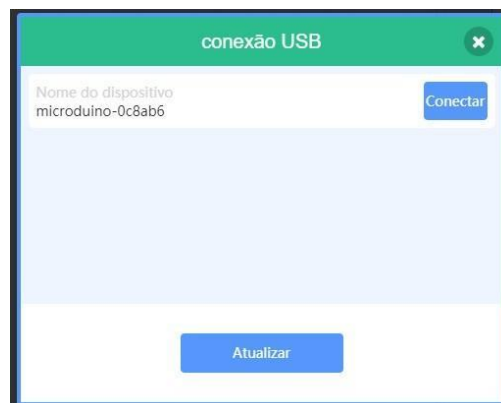 conexão USB
Nome do dispositivo
microduino-0c8ab6
Conectar
Atualizar